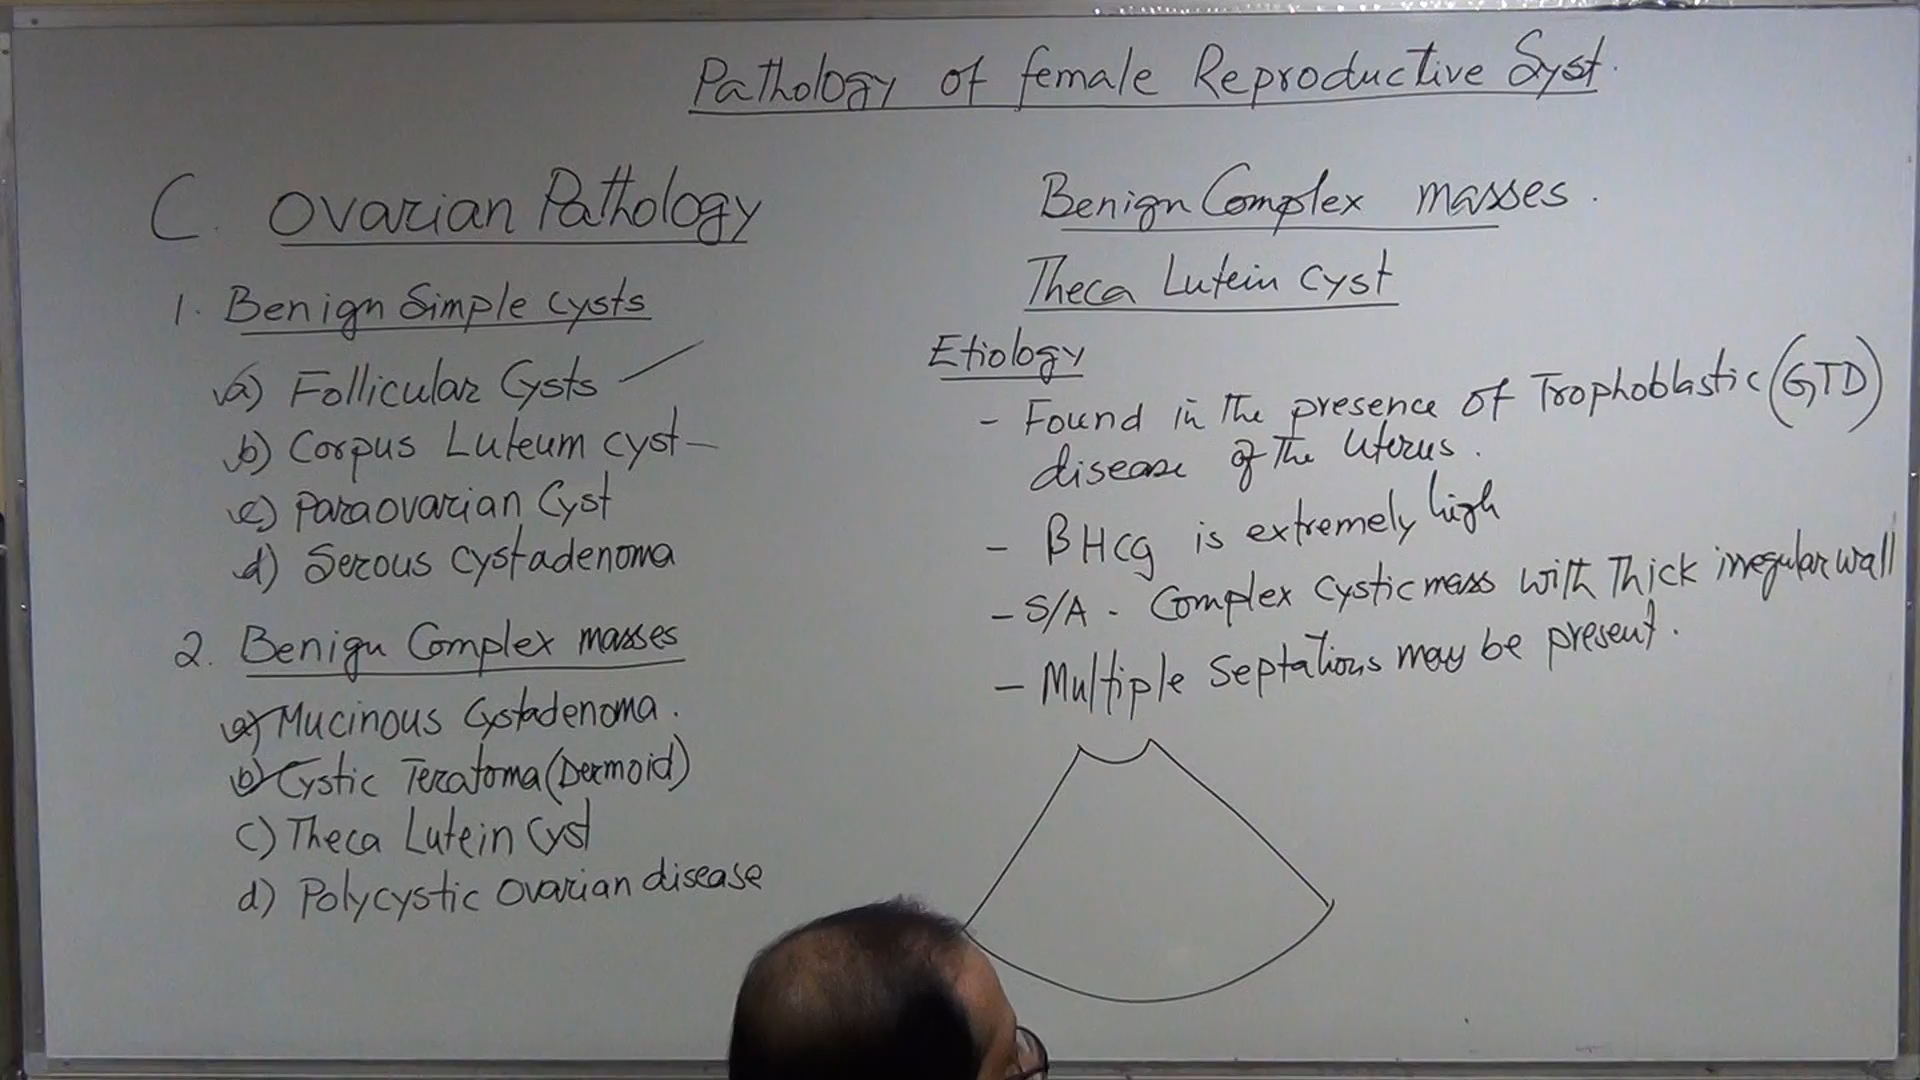 Pathology of female Reproductive Syst.
C. Ovarian Pathology
1. Benign Simple cysts
a) Follicular Cysts
b) Corpus Luteum cyst
c) Paraovarian Cyst
d) Serous cystadenoma
2. Benign Complex masses
a) Mucinous Cystadenoma.
b) Cystic Teratoma (Dermoid)
c) Theca Lutein Cyst
d) Polycystic Ovarian disease
Benign Complex masses.
Theca Lutein Cyst
Etiology
- Found in the presence of Trophoblastic (GTD)
disease of the Uterus.
- βHCG is extremely high
- S/A - Complex Cystic mass with Thick irregular wall
- Multiple Septations may be present.